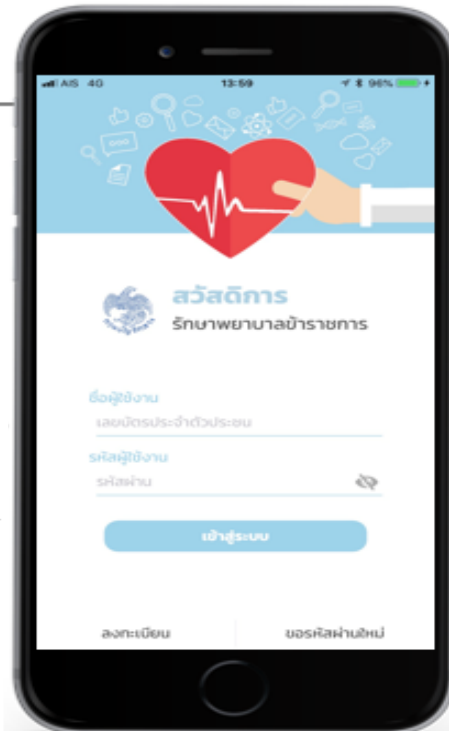 AIS 4G 13:59 96%
สวัสดิการ
รักษาพยาบาลข้าราชการ
ชื่อผู้ใช้งาน
เลขบัตรประจำตัวประชน
รหัสผู้ใช้งาน
รหัสผ่าน
เข้าสู่ระบบ
ลงทะเบียน ขอรหัสผ่านใหม่